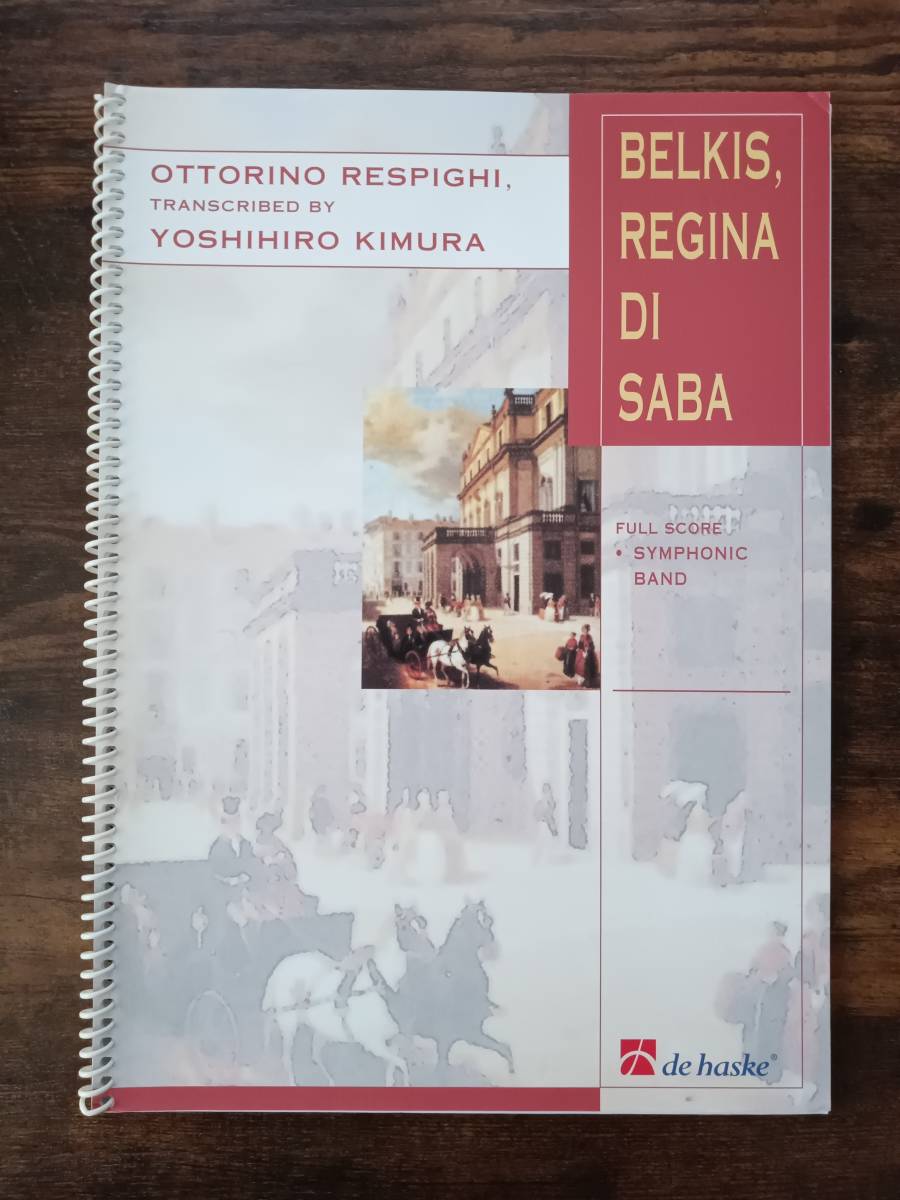 OTTORINO RESPIGHI,
TRANSCRIBED BY
YOSHIHIRO KIMURA
BELKIS,
REGINA
DI
SABA
FULL SCORE
• SYMPHONIC
BAND
de haske®